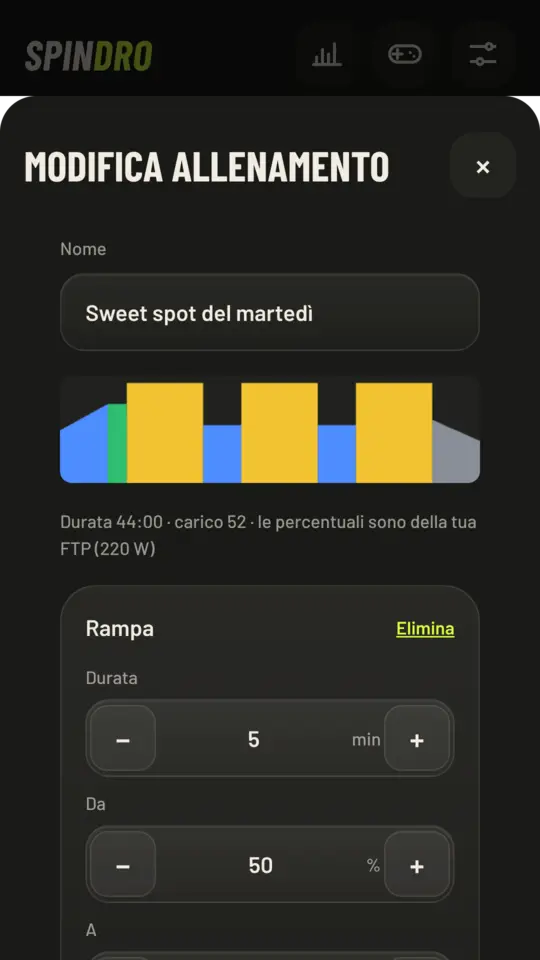 SPINDRO
MODIFICA ALLENAMENTO
×
Nome
Sweet spot del martedì
Durata 44:00 · carico 52 · le percentuali sono della tua
FTP (220 W)
Rampa Elimina
Durata
− 5 min +
Da
− 50 % +
A